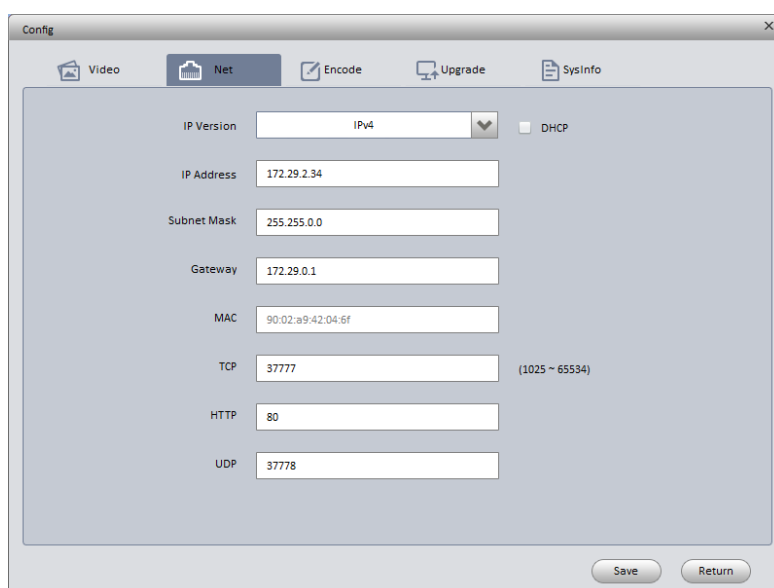 Config
Video Net Encode Upgrade SysInfo
IP Version IPv4 DHCP
IP Address 172.29.2.34
Subnet Mask 255.255.0.0
Gateway 172.29.0.1
MAC 90:02:a9:42:04:6f
TCP 37777 (1025 ~ 65534)
HTTP 80
UDP 37778
Save Return